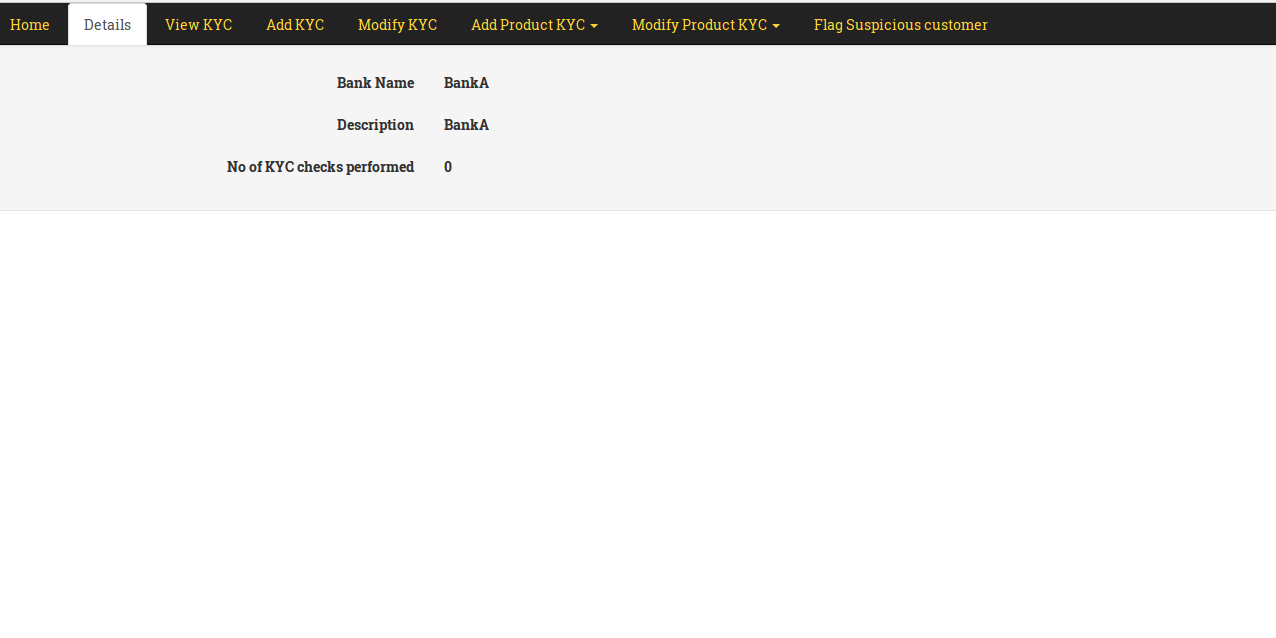 Home Details View KYC Add KYC Modify KYC Add Product KYC Modify Product KYC Flag Suspicious customer
Bank Name BankA
Description BankA
No of KYC checks performed 0